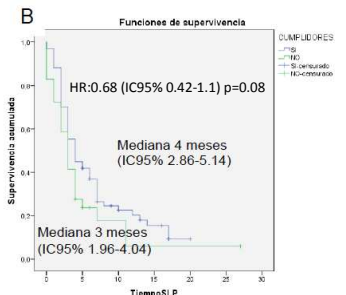 B
Funciones de supervivencia
CUMPLIDORES
SI
NO
SI-censurado
NO-censurado
HR:0.68 (IC95% 0.42-1.1) p=0.08
Mediana 4 meses
(IC95% 2.86-5.14)
Mediana 3 meses
(IC95% 1.96-4.04)
Supervivencia acumulada
1,0
0,8
0,6
0,4
0,2
0,0
0
5
10
15
20
25
30
TiempoSLP